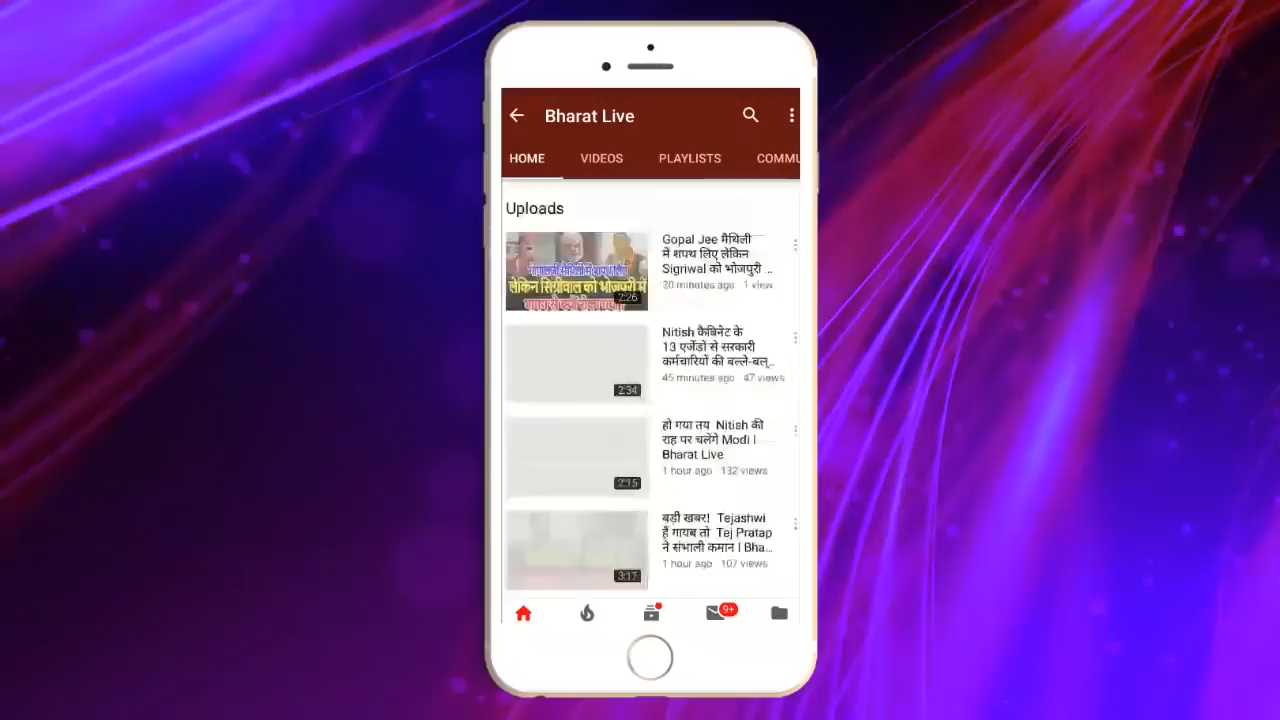 Bharat Live
HOME VIDEOS PLAYLISTS COMMU
Uploads
लेकिन सिग्रीवाल को भोजपुरी में
2:26
Gopal Jee मैथिली
में शपथ लिए लेकिन
Sigriwal को भोजपुरी ...
20 minutes ago 1 view
2:34
Nitish कैबिनेट के
13 एजेंडो से सरकारी
कर्मचारियों की बल्ले-बल्...
45 minutes ago 47 views
2:15
हो गया तय Nitish की
राह पर चलेंगे Modi l
Bharat Live
1 hour ago 132 views
3:17
बड़ी खबर! Tejashwi
हैं गायब तो Tej Pratap
ने संभाली कमान l Bha...
1 hour ago 107 views
9+